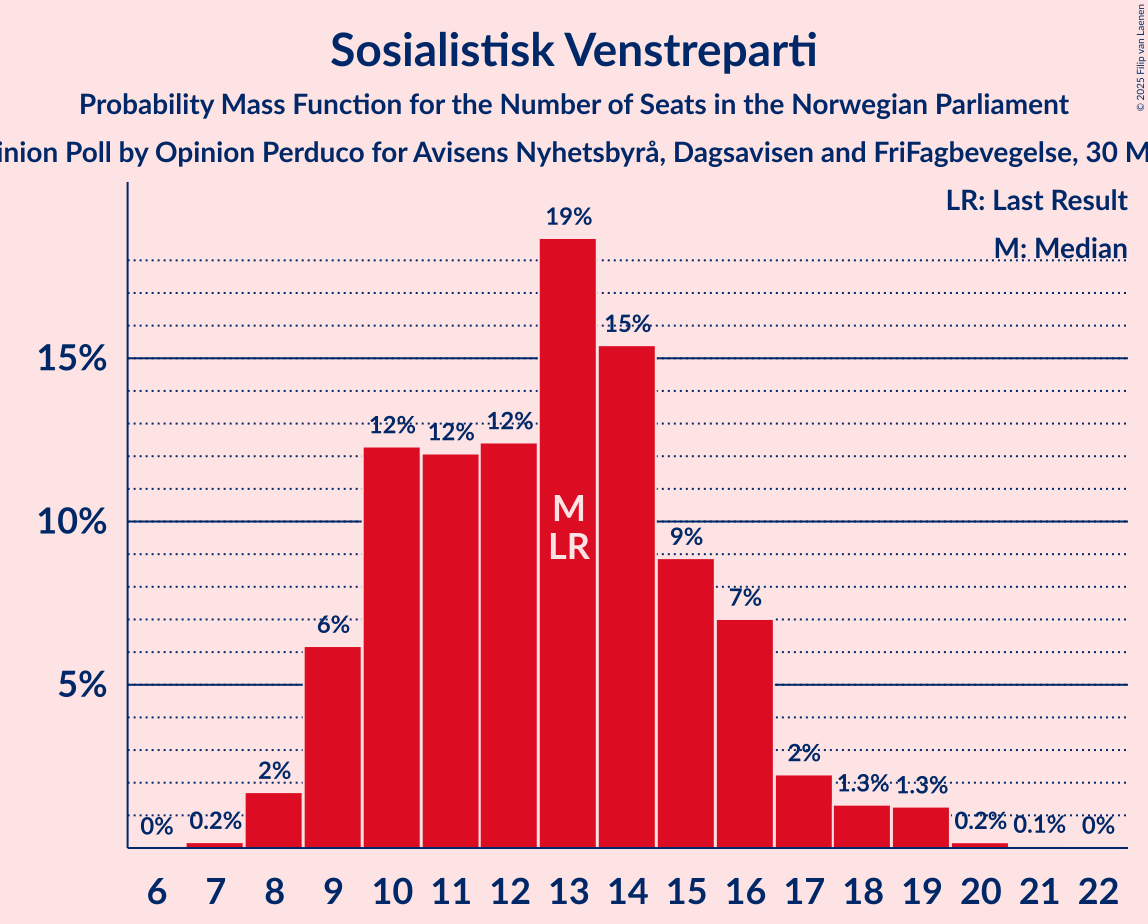 © 2025 Filip van Laenen
Sosialistisk Venstreparti
Probability Mass Function for the Number of Seats in the Norwegian Parliament
Poll by Opinion Perduco for Avisens Nyhetsbyrå, Dagsavisen and FriFagbevegelse, 30
LR: Last Result
M: Median
19%
15%
15%
12% 12% 12%
M
LR
10%
9%
7%
6%
5%
2%
2%
1.3% 1.3%
0% 0.2%
0.2% 0.1% 0%
6 7 8 9 10 11 12 13 14 15 16 17 18 19 20 21 22